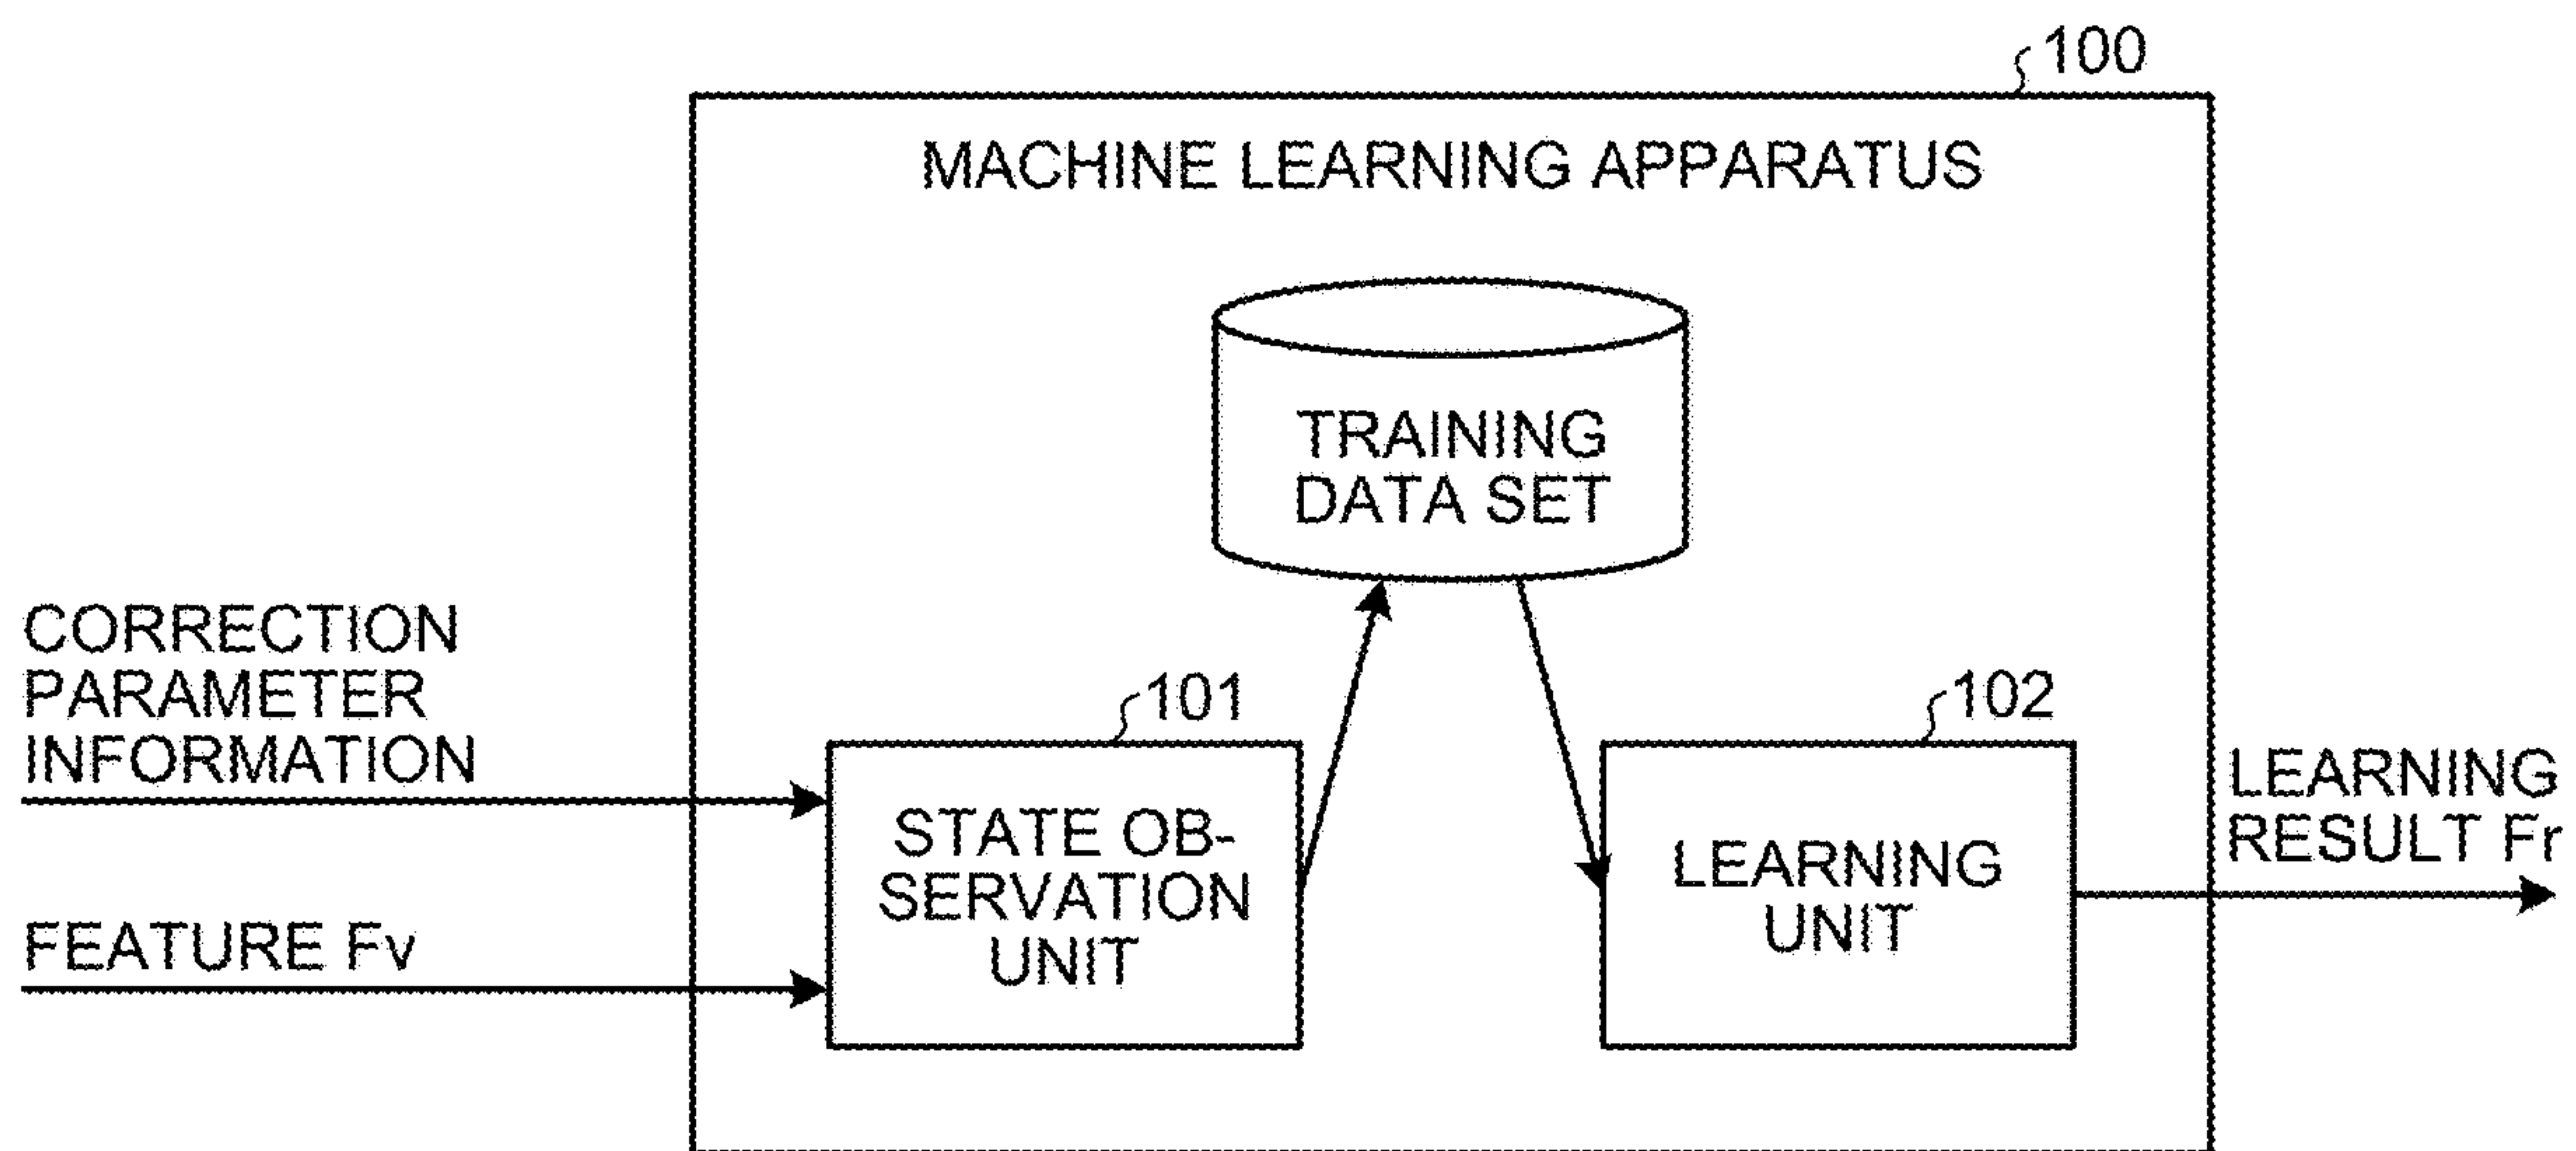 100
MACHINE LEARNING APPARATUS
TRAINING
DATA SET
CORRECTION
PARAMETER
INFORMATION
FEATURE Fv
101
STATE OB-
SERVATION
UNIT
102
LEARNING
UNIT
LEARNING
RESULT Fr